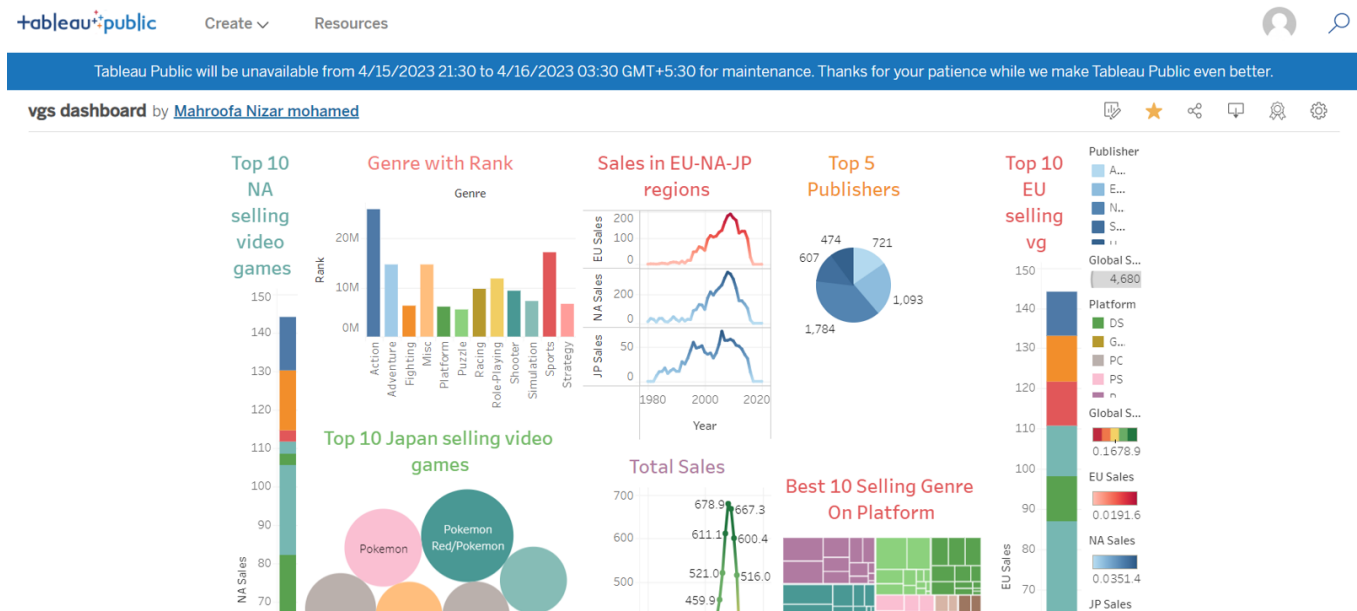 +ableau public
Create
Resources
Tableau Public will be unavailable from 4/15/2023 21:30 to 4/16/2023 03:30 GMT+5:30 for maintenance. Thanks for your patience while we make Tableau Public even better.
vgs dashboard by Mahroofa Nizar mohamed
Top 10
NA
selling
video
games
150
140
130
120
110
100
90
80
70
NA Sales
Genre with Rank
Genre
Rank
20M
10M
0M
Action
Adventure
Fighting
Misc
Platform
Puzzle
Racing
Role-Playing
Shooter
Simulation
Sports
Strategy
Sales in EU-NA-JP
regions
EU Sales
200
100
0
NA Sales
200
0
JP Sales
50
0
1980 2000 2020
Year
Top 5
Publishers
474
721
607
1,093
1,784
Top 10 Japan selling video
games
Pokemon
Pokemon
Red/Pokemon
Total Sales
700
600
500
678.9
667.3
611.1
600.4
521.0
516.0
459.9
Best 10 Selling Genre
On Platform
Top 10
EU
selling
vg
150
140
130
120
110
100
90
80
70
EU Sales
Publisher
A...
E...
N...
S...
Global S...
4,680
Platform
DS
G...
PC
PS
Global S...
0.1678.9
EU Sales
0.0191.6
NA Sales
0.0351.4
JP Sales